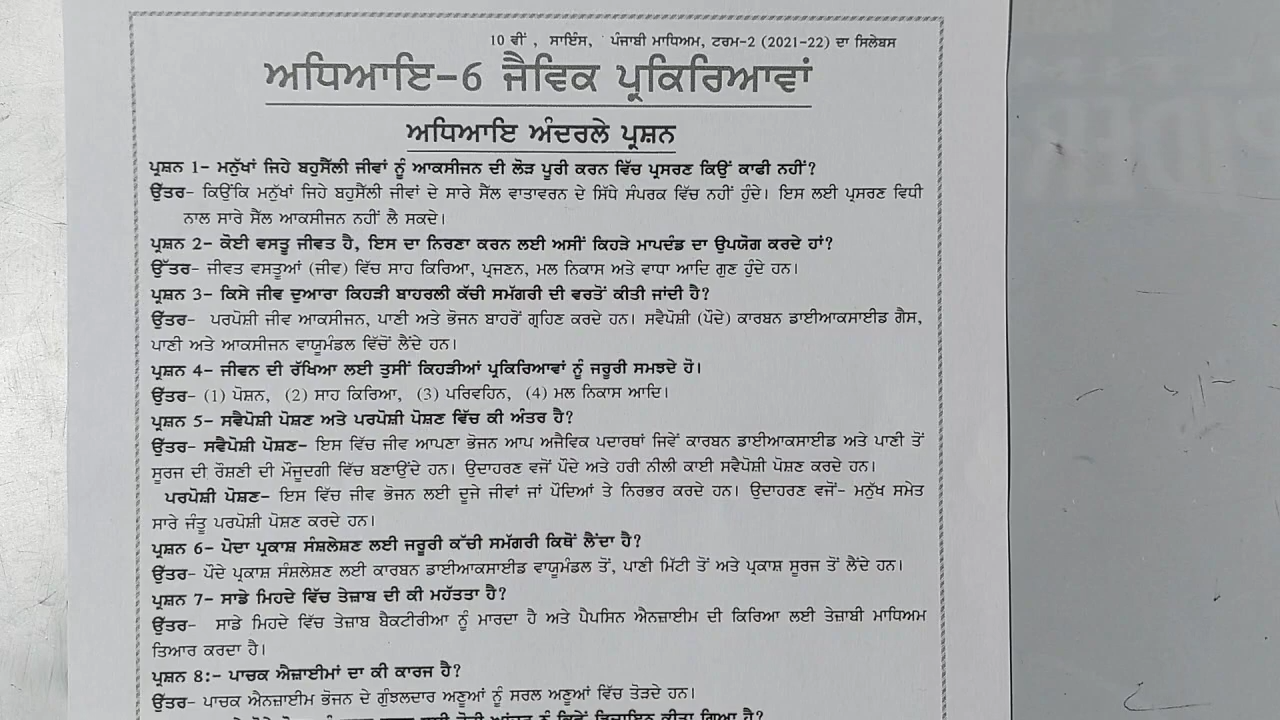 10 ਵੀਂ , ਸਾਇੰਸ, ਪੰਜਾਬੀ ਮਾਧਿਅਮ, ਟਰਮ-2 (2021-22) ਦਾ ਸਿਲੇਬਸ
ਅਧਿਆਇ-6 ਜੈਵਿਕ ਪ੍ਰਕਿਰਿਆਵਾਂ
ਅਧਿਆਇ ਅੰਦਰਲੇ ਪ੍ਰਸ਼ਨ
ਪ੍ਰਸ਼ਨ 1- ਮਨੁੱਖਾਂ ਜਿਹੇ ਬਹੁਸੈੱਲੀ ਜੀਵਾਂ ਨੂੰ ਆਕਸੀਜਨ ਦੀ ਲੋੜ ਪੂਰੀ ਕਰਨ ਵਿੱਚ ਪ੍ਰਸਰਣ ਕਿਉਂ ਕਾਫੀ ਨਹੀਂ?
ਉੱਤਰ- ਕਿਉਂਕਿ ਮਨੁੱਖਾਂ ਜਿਹੇ ਬਹੁਸੈੱਲੀ ਜੀਵਾਂ ਦੇ ਸਾਰੇ ਸੈੱਲ ਵਾਤਾਵਰਨ ਦੇ ਸਿੱਧੇ ਸੰਪਰਕ ਵਿੱਚ ਨਹੀਂ ਹੁੰਦੇ। ਇਸ ਲਈ ਪ੍ਰਸਰਣ ਵਿਧੀ
ਨਾਲ ਸਾਰੇ ਸੈੱਲ ਆਕਸੀਜਨ ਨਹੀਂ ਲੈ ਸਕਦੇ।
ਪ੍ਰਸ਼ਨ 2- ਕੋਈ ਵਸਤੂ ਜੀਵਤ ਹੈ, ਇਸ ਦਾ ਨਿਰਣਾ ਕਰਨ ਲਈ ਅਸੀਂ ਕਿਹੜੇ ਮਾਪਦੰਡ ਦਾ ਉਪਯੋਗ ਕਰਦੇ ਹਾਂ?
ਉੱਤਰ- ਜੀਵਤ ਵਸਤੂਆਂ (ਜੀਵ) ਵਿੱਚ ਸਾਹ ਕਿਰਿਆ, ਪ੍ਰਜਣਨ, ਮਲ ਨਿਕਾਸ ਅਤੇ ਵਾਧਾ ਆਦਿ ਗੁਣ ਹੁੰਦੇ ਹਨ।
ਪ੍ਰਸ਼ਨ 3- ਕਿਸੇ ਜੀਵ ਦੁਆਰਾ ਕਿਹੜੀ ਬਾਹਰਲੀ ਕੱਚੀ ਸਮੱਗਰੀ ਦੀ ਵਰਤੋਂ ਕੀਤੀ ਜਾਂਦੀ ਹੈ?
ਉੱਤਰ- ਪਰਪੋਸ਼ੀ ਜੀਵ ਆਕਸੀਜਨ, ਪਾਣੀ ਅਤੇ ਭੋਜਨ ਬਾਹਰੋਂ ਗ੍ਰਹਿਣ ਕਰਦੇ ਹਨ। ਸਵੈਪੋਸ਼ੀ (ਪੌਦੇ) ਕਾਰਬਨ ਡਾਈਆਕਸਾਈਡ ਗੈਸ,
ਪਾਣੀ ਅਤੇ ਆਕਸੀਜਨ ਵਾਯੂਮੰਡਲ ਵਿੱਚੋਂ ਲੈਂਦੇ ਹਨ।
ਪ੍ਰਸ਼ਨ 4- ਜੀਵਨ ਦੀ ਰੱਖਿਆ ਲਈ ਤੁਸੀਂ ਕਿਹੜੀਆਂ ਪ੍ਰਕਿਰਿਆਵਾਂ ਨੂੰ ਜਰੂਰੀ ਸਮਝਦੇ ਹੋ।
ਉੱਤਰ- (1) ਪੋਸ਼ਨ, (2) ਸਾਹ ਕਿਰਿਆ, (3) ਪਰਿਵਹਿਨ, (4) ਮਲ ਨਿਕਾਸ ਆਦਿ।
ਪ੍ਰਸ਼ਨ 5- ਸਵੈਪੋਸ਼ੀ ਪੋਸ਼ਣ ਅਤੇ ਪਰਪੋਸ਼ੀ ਪੋਸ਼ਣ ਵਿੱਚ ਕੀ ਅੰਤਰ ਹੈ?
ਉੱਤਰ- ਸਵੈਪੋਸ਼ੀ ਪੋਸ਼ਣ- ਇਸ ਵਿੱਚ ਜੀਵ ਆਪਣਾ ਭੋਜਨ ਆਪ ਅਜੈਵਿਕ ਪਦਾਰਥਾਂ ਜਿਵੇਂ ਕਾਰਬਨ ਡਾਈਆਕਸਾਈਡ ਅਤੇ ਪਾਣੀ ਤੋਂ
ਸੂਰਜ ਦੀ ਰੌਸ਼ਣੀ ਦੀ ਮੌਜੂਦਗੀ ਵਿੱਚ ਬਣਾਉਂਦੇ ਹਨ। ਉਦਾਹਰਣ ਵਜੋਂ ਪੌਦੇ ਅਤੇ ਹਰੀ ਨੀਲੀ ਕਾਈ ਸਵੈਪੋਸ਼ੀ ਪੋਸ਼ਣ ਕਰਦੇ ਹਨ।
ਪਰਪੋਸ਼ੀ ਪੋਸ਼ਣ- ਇਸ ਵਿੱਚ ਜੀਵ ਭੋਜਨ ਲਈ ਦੂਜੇ ਜੀਵਾਂ ਜਾਂ ਪੌਦਿਆਂ ਤੇ ਨਿਰਭਰ ਕਰਦੇ ਹਨ। ਉਦਾਹਰਣ ਵਜੋਂ- ਮਨੁੱਖ ਸਮੇਤ
ਸਾਰੇ ਜੰਤੂ ਪਰਪੋਸ਼ੀ ਪੋਸ਼ਣ ਕਰਦੇ ਹਨ।
ਪ੍ਰਸ਼ਨ 6- ਪੌਦਾ ਪ੍ਰਕਾਸ਼ ਸੰਸ਼ਲੇਸ਼ਣ ਲਈ ਜਰੂਰੀ ਕੱਚੀ ਸਮੱਗਰੀ ਕਿਥੋਂ ਲੈਂਦਾ ਹੈ?
ਉੱਤਰ- ਪੌਦੇ ਪ੍ਰਕਾਸ਼ ਸੰਸ਼ਲੇਸ਼ਣ ਲਈ ਕਾਰਬਨ ਡਾਈਆਕਸਾਈਡ ਵਾਯੂਮੰਡਲ ਤੋਂ, ਪਾਣੀ ਮਿੱਟੀ ਤੋਂ ਅਤੇ ਪ੍ਰਕਾਸ਼ ਸੂਰਜ ਤੋਂ ਲੈਂਦੇ ਹਨ।
ਪ੍ਰਸ਼ਨ 7- ਸਾਡੇ ਮਿਹਦੇ ਵਿੱਚ ਤੇਜ਼ਾਬ ਦੀ ਕੀ ਮਹੱਤਤਾ ਹੈ?
ਉੱਤਰ- ਸਾਡੇ ਮਿਹਦੇ ਵਿੱਚ ਤੇਜ਼ਾਬ ਬੈਕਟੀਰੀਆ ਨੂੰ ਮਾਰਦਾ ਹੈ ਅਤੇ ਪੈਪਸਿਨ ਐਨਜ਼ਾਈਮ ਦੀ ਕਿਰਿਆ ਲਈ ਤੇਜ਼ਾਬੀ ਮਾਧਿਅਮ
ਤਿਆਰ ਕਰਦਾ ਹੈ।
ਪ੍ਰਸ਼ਨ 8:- ਪਾਚਕ ਐਜ਼ਾਈਮਾਂ ਦਾ ਕੀ ਕਾਰਜ ਹੈ?
ਉੱਤਰ- ਪਾਚਕ ਐਨਜ਼ਾਈਮ ਭੋਜਨ ਦੇ ਗੁੰਝਲਦਾਰ ਅਣੂਆਂ ਨੂੰ ਸਰਲ ਅਣੂਆਂ ਵਿੱਚ ਤੋੜਦੇ ਹਨ।